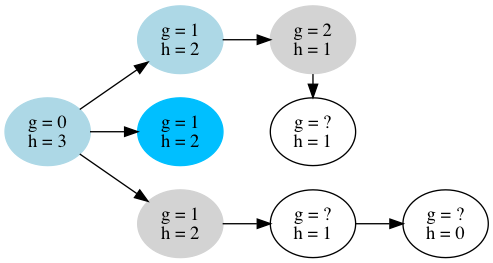 g = 1
h = 2
g = 2
h = 1
g = 0
h = 3
g = 1
h = 2
g = ?
h = 1
g = 1
h = 2
g = ?
h = 1
g = ?
h = 0